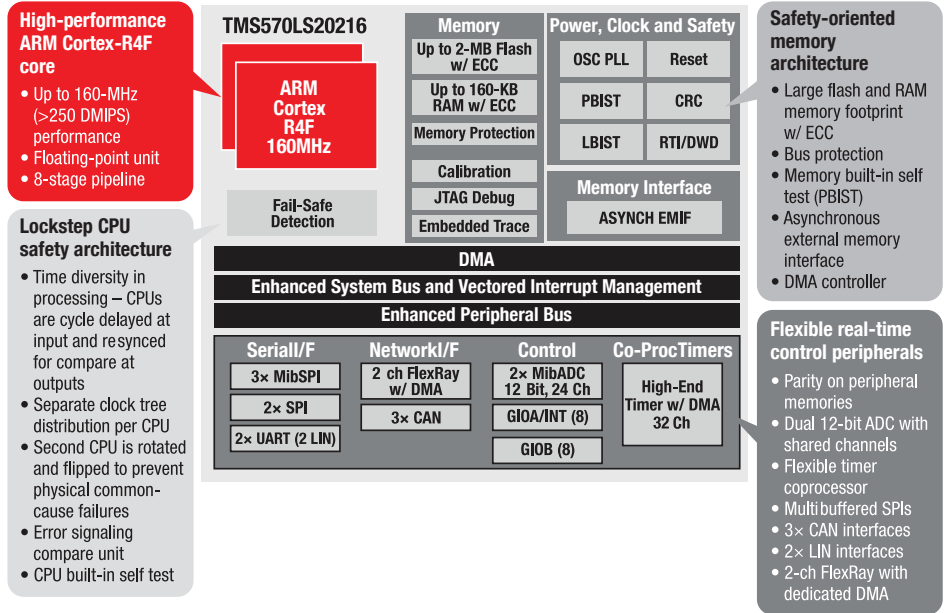 High-performance
ARM Cortex-R4F
core
• Up to 160-MHz
(>250 DMIPS)
performance
• Floating-point unit
• 8-stage pipeline
Lockstep CPU
safety architecture
• Time diversity in
processing – CPUs
are cycle delayed at
input and resynced
for compare at
outputs
• Separate clock tree
distribution per CPU
• Second CPU is rotated
and flipped to prevent
physical common-
cause failures
• Error signaling
compare unit
• CPU built-in self test
TMS570LS20216
ARM
Cortex
R4F
160MHz
Fail-Safe
Detection
Memory
Up to 2-MB Flash
w/ ECC
Up to 160-KB
RAM w/ ECC
Memory Protection
Calibration
JTAG Debug
Embedded Trace
Power, Clock and Safety
OSC PLL
Reset
PBIST
CRC
LBIST
RTI/DWD
Memory Interface
ASYNCH EMIF
DMA
Enhanced System Bus and Vectored Interrupt Management
Enhanced Peripheral Bus
SerialI/F
3× MibSPI
2× SPI
2× UART (2 LIN)
NetworkI/F
2 ch FlexRay
w/ DMA
3× CAN
Control
2× MibADC
12 Bit, 24 Ch
GIOA/INT (8)
GIOB (8)
Co-ProcTimers
High-End
Timer w/ DMA
32 Ch
Safety-oriented
memory
architecture
• Large flash and RAM
memory footprint
w/ ECC
• Bus protection
• Memory built-in self
test (PBIST)
• Asynchronous
external memory
interface
• DMA controller
Flexible real-time
control peripherals
• Parity on peripheral
memories
• Dual 12-bit ADC with
shared channels
• Flexible timer
coprocessor
• Multibuffered SPIs
• 3× CAN interfaces
• 2× LIN interfaces
• 2-ch FlexRay with
dedicated DMA